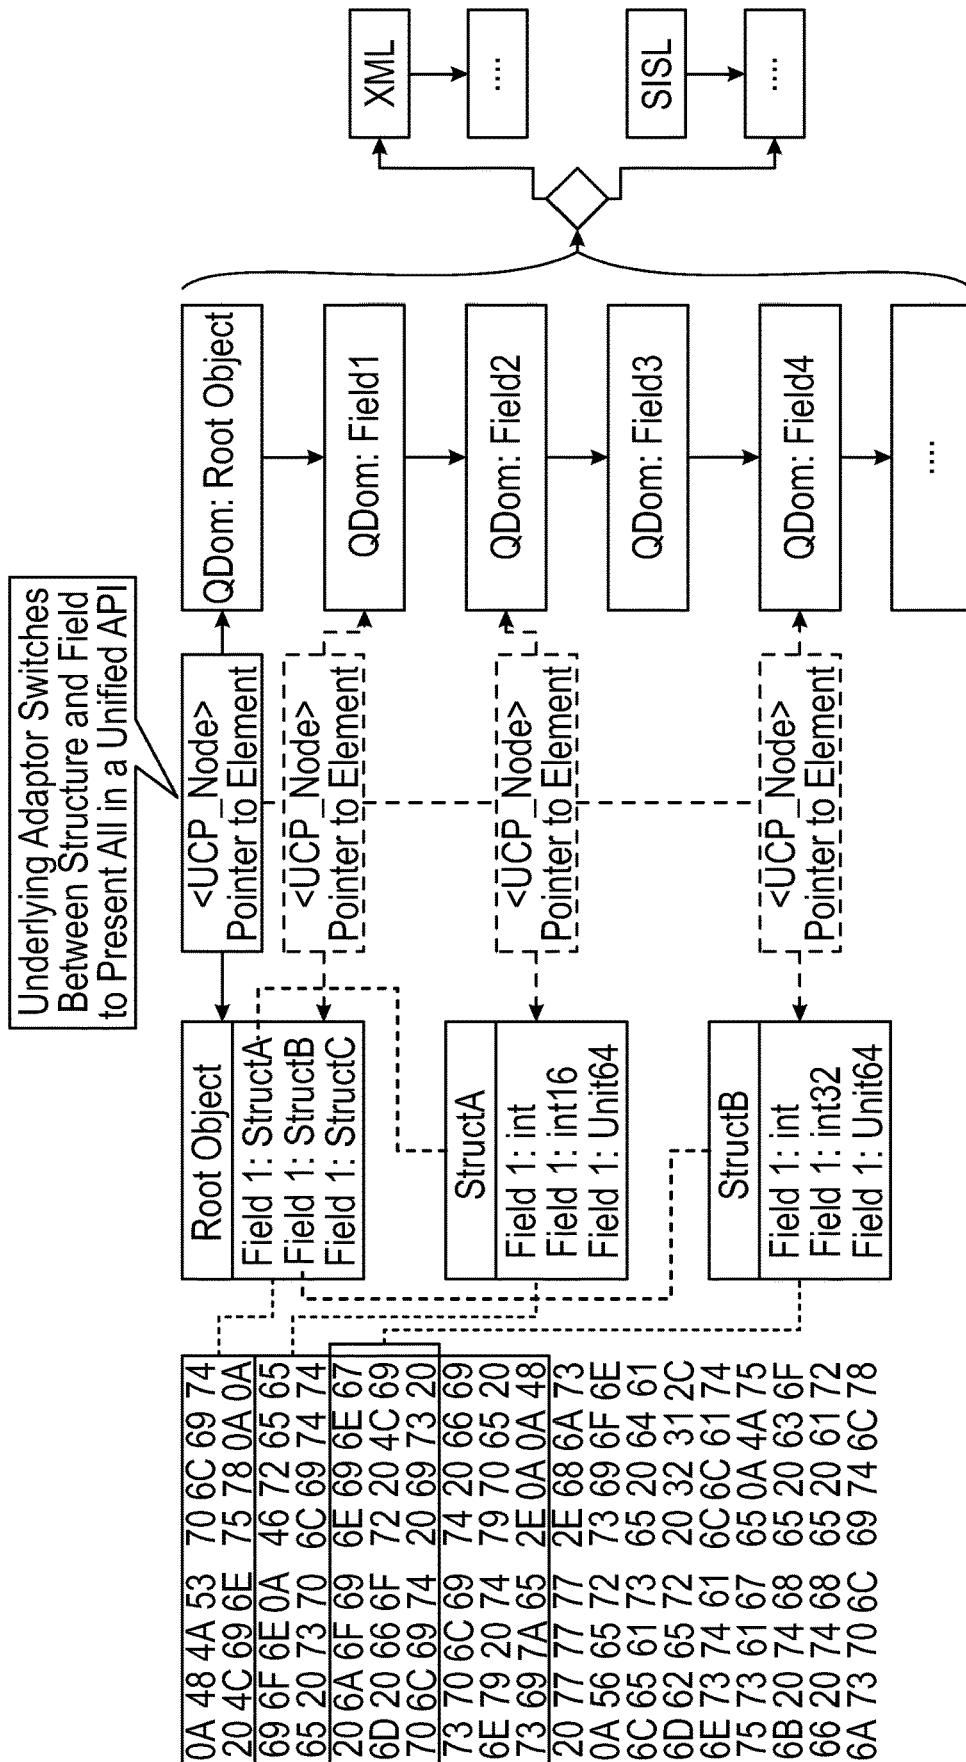 Underlying Adaptor Switches
Between Structure and Field
to Present All in a Unified API
0A 48 4A 53 70 6C 69 74
20 4C 69 6E 75 78 0A 0A
69 6F 6E 0A 46 72 65 65
65 20 73 70 6C 69 74 74
20 6A 6F 69 6E 69 6E 67
6D 20 66 6F 72 20 4C 69
70 6C 69 74 20 69 73 20
73 70 6C 69 74 20 66 69
6E 79 20 74 79 70 65 20
73 69 7A 65 2E 0A 0A 48
20 77 77 77 2E 68 6A 73
0A 56 65 72 73 69 6F 6E
6C 65 61 73 65 20 64 61
6D 62 65 72 20 32 31 2C
6E 73 74 61 6C 6C 61 74
75 73 61 67 65 0A 4A 75
6B 20 74 68 65 20 63 6F
66 20 74 68 65 20 61 72
6A 73 70 6C 69 74 6C 78
Root Object
Field 1: StructA
Field 1: StructB
Field 1: StructC
StructA
Field 1: int
Field 1: int16
Field 1: Unit64
StructB
Field 1: int
Field 1: int32
Field 1: Unit64
<UCP_Node>
Pointer to Element
<UCP_Node>
Pointer to Element
<UCP_Node>
Pointer to Element
<UCP_Node>
Pointer to Element
QDom: Root Object
QDom: Field1
QDom: Field2
QDom: Field3
QDom: Field4
....
XML
....
SISL
....